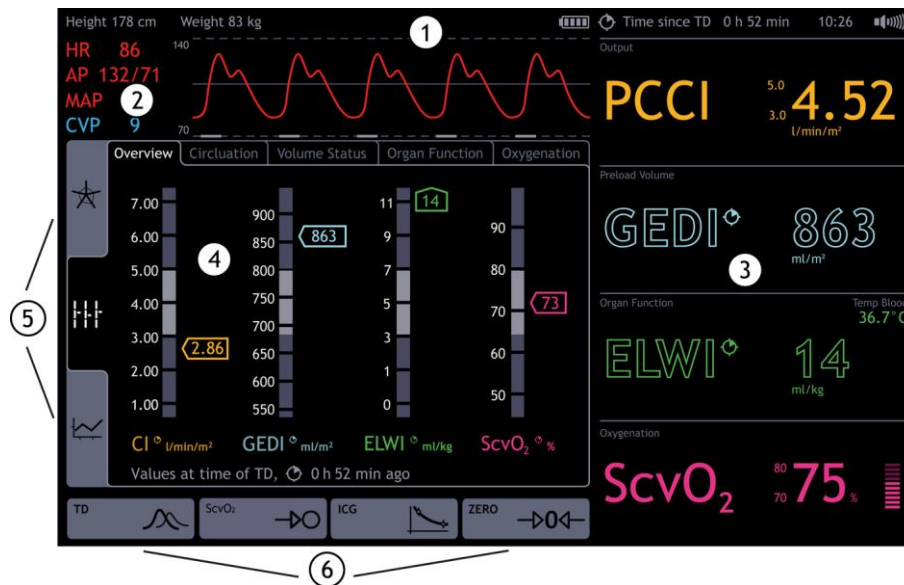 Height 178 cm Weight 83 kg
Time since TD 0 h 52 min 10:26
HR 86
AP 132/71
MAP
CVP 9
140
70
1
2
Output
PCCI
5.0
3.0
4.52
l/min/m²
Preload Volume
GEDI
863
ml/m²
3
Organ Function
Temp Blood
36.7°C
ELWI
14
ml/kg
Oxygenation
ScvO₂
80
70
75 %
Overview Circluation Volume Status Organ Function Oxygenation
7.00
6.00
5.00
4.00
3.00
2.00
1.00
2.86
4
900
850
800
750
700
650
600
550
863
11
9
7
5
3
1
0
14
90
80
70
60
50
73
CI l/min/m²
GEDI ml/m²
ELWI ml/kg
ScvO₂ %
Values at time of TD, 0 h 52 min ago
5
TD
ScvO₂
ICG
ZERO
0
6